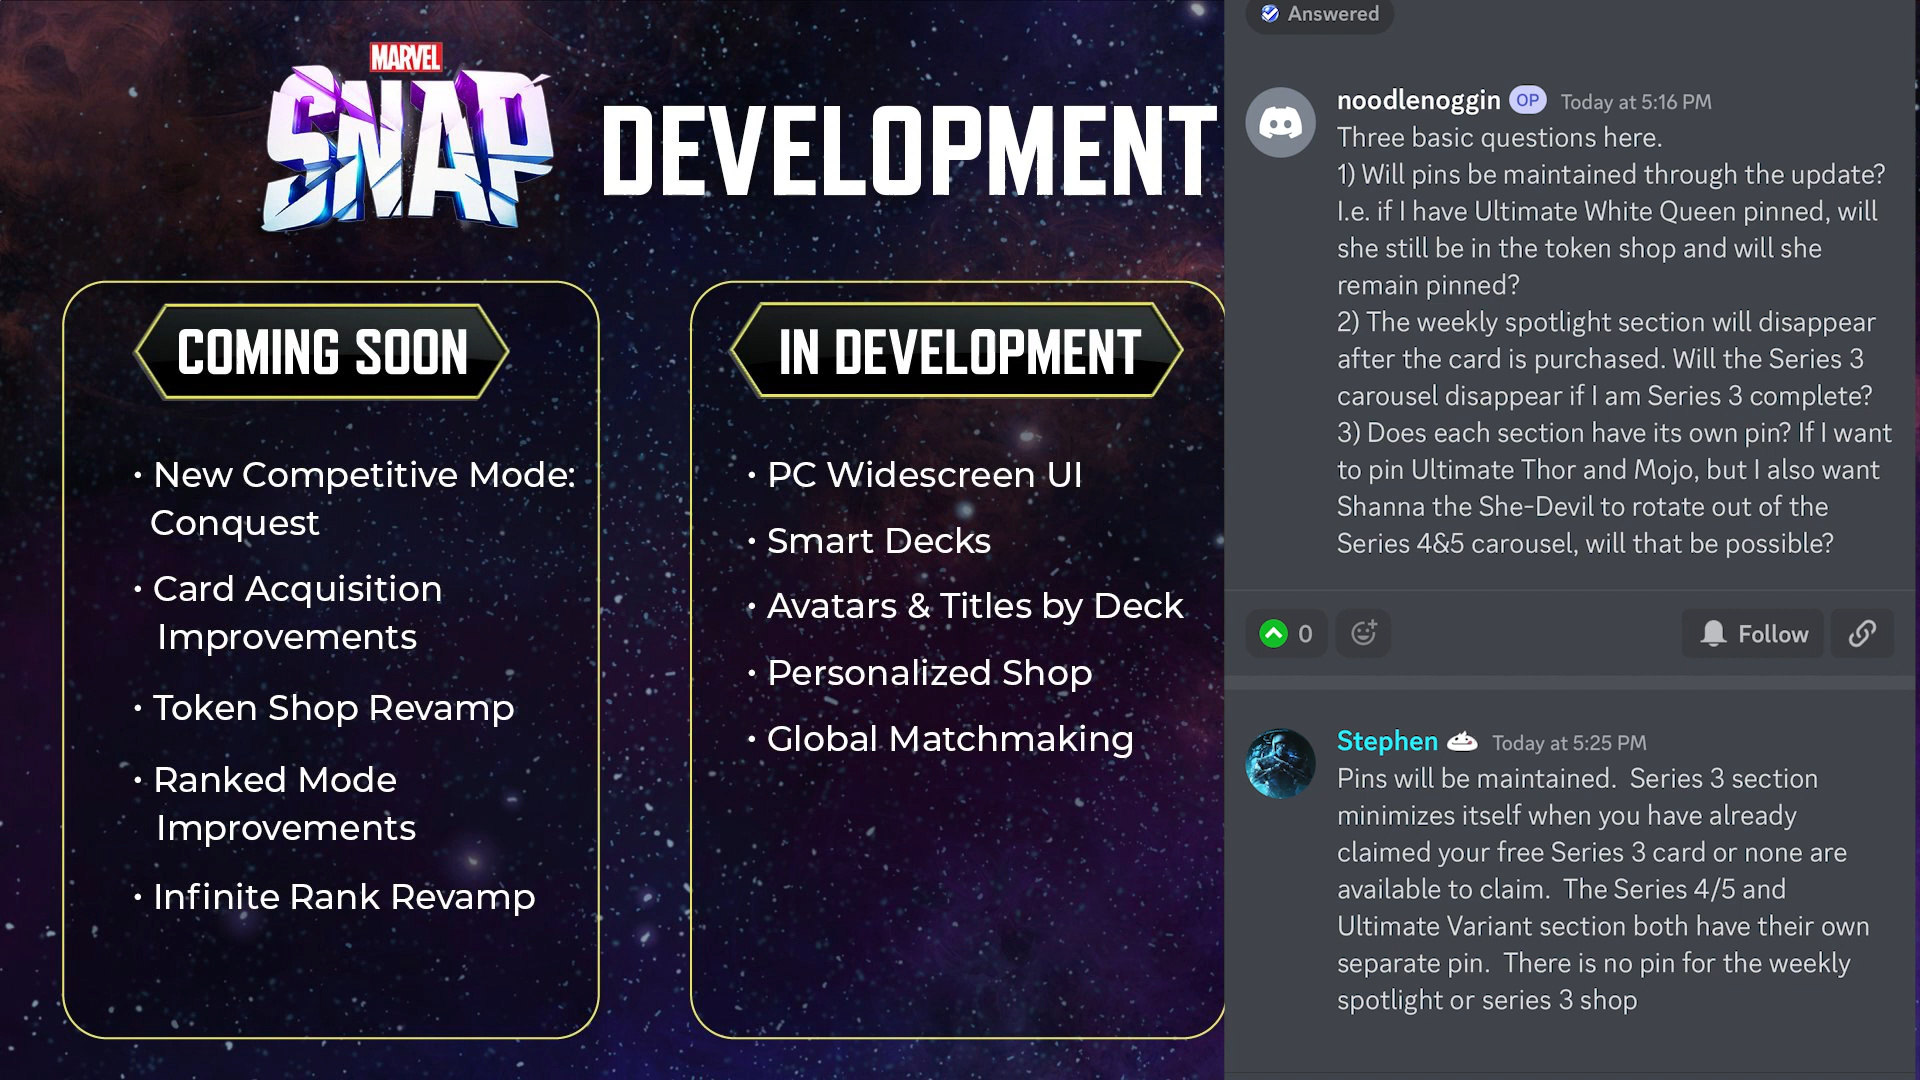 MARVEL
SNAP
DEVELOPMENT
COMING SOON
• New Competitive Mode:
Conquest
• Card Acquisition
Improvements
• Token Shop Revamp
• Ranked Mode
Improvements
• Infinite Rank Revamp
IN DEVELOPMENT
• PC Widescreen UI
• Smart Decks
• Avatars & Titles by Deck
• Personalized Shop
• Global Matchmaking
Answered
noodlenoggin OP Today at 5:16 PM
Three basic questions here.
1) Will pins be maintained through the update?
I.e. if I have Ultimate White Queen pinned, will
she still be in the token shop and will she
remain pinned?
2) The weekly spotlight section will disappear
after the card is purchased. Will the Series 3
carousel disappear if I am Series 3 complete?
3) Does each section have its own pin? If I want
to pin Ultimate Thor and Mojo, but I also want
Shanna the She-Devil to rotate out of the
Series 4&5 carousel, will that be possible?
0
Follow
Stephen Today at 5:25 PM
Pins will be maintained.  Series 3 section
minimizes itself when you have already
claimed your free Series 3 card or none are
available to claim.  The Series 4/5 and
Ultimate Variant section both have their own
separate pin.  There is no pin for the weekly
spotlight or series 3 shop